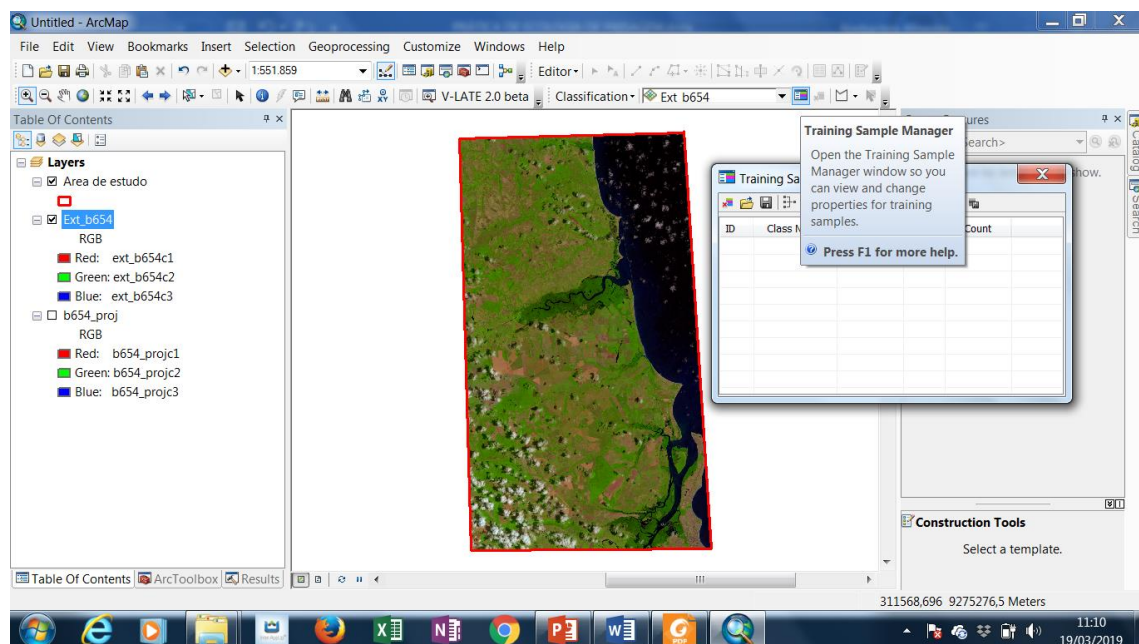 Untitled - ArcMap
File Edit View Bookmarks Insert Selection Geoprocessing Customize Windows Help
1:551.859
Editor
V-LATE 2.0 beta
Classification
Ext b654
Table Of Contents
Layers
Area de estudo
Ext_b654
RGB
Red: ext_b654c1
Green: ext_b654c2
Blue: ext_b654c3
b654_proj
RGB
Red: b654_projc1
Green: b654_projc2
Blue: b654_projc3
Training Sample Manager
Open the Training Sample
Manager window so you
can view and change
properties for training
samples.
Press F1 for more help.
Training
ID Class Count
Search>
show.
Catalog
Search
Construction Tools
Select a template.
Table Of Contents ArcToolbox Results
311568,696 9275276,5 Meters
11:10
19/03/2019